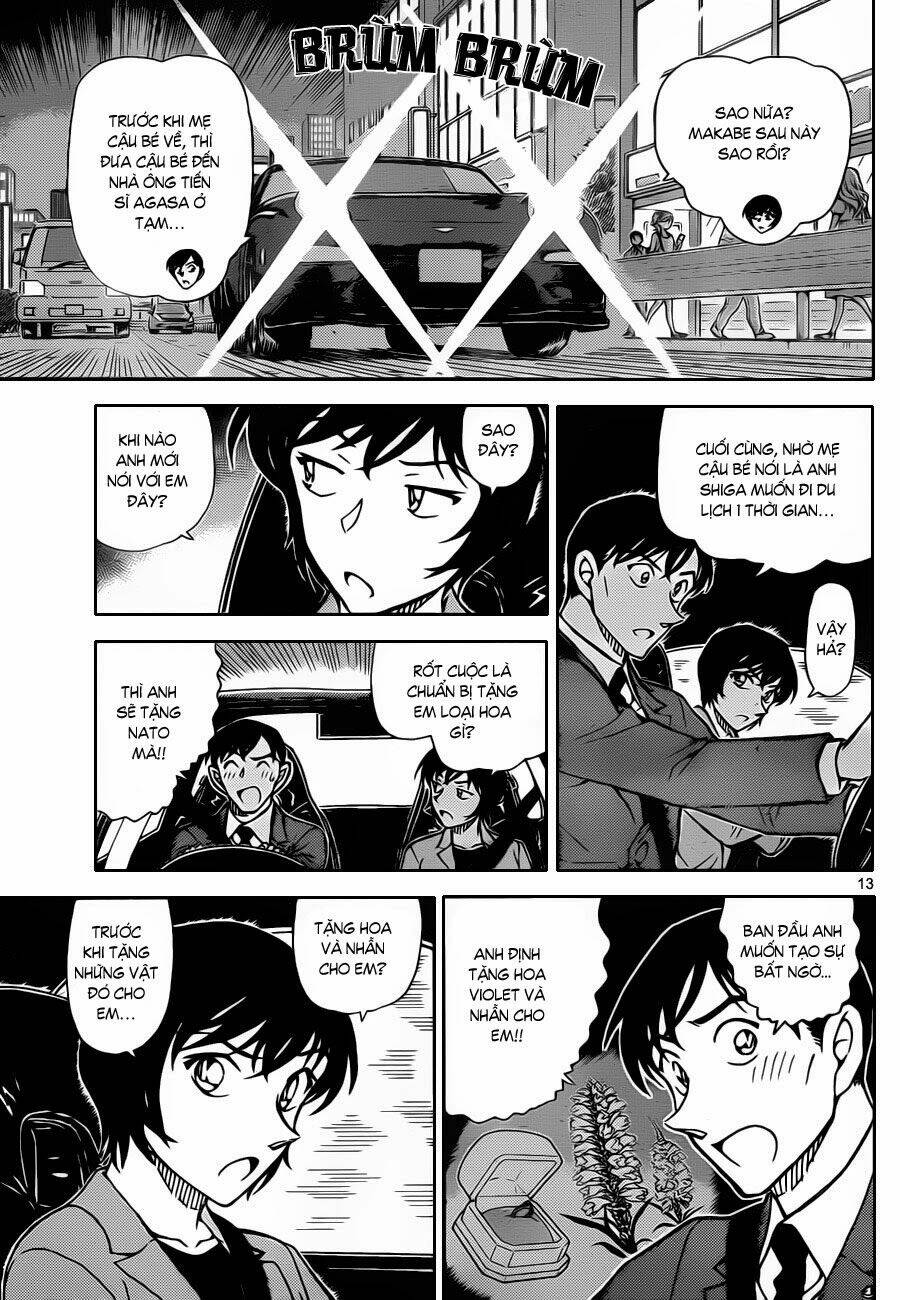 BRỪM BRỪM
SAO NỮA?
MAKABE SAU NÀY
SAO RỒI?
TRƯỚC KHI MẸ
CẬU BÉ VỀ, THÌ
ĐƯA CẬU BÉ ĐẾN
NHÀ ÔNG TIẾN
SĨ AGASA Ở
TẠM...
CUỐI CÙNG, NHỜ MẸ
CẬU BÉ NÓI LÀ ANH
SHIGA MUỐN ĐI DU
LỊCH 1 THỜI GIAN...
VẬY
HẢ?
SAO
ĐÂY?
KHI NÀO
ANH MỚI
NÓI VỚI EM
ĐÂY?
RỐT CUỘC LÀ
CHUẨN BỊ TẶNG
EM LOẠI HOA
GÌ?
THÌ ANH
SẼ TẶNG
NATO
MÀ!!
13
BAN ĐẦU ANH
MUỐN TẠO SỰ
BẤT NGỜ...
ANH ĐỊNH
TẶNG HOA
VIOLET VÀ
NHẪN CHO
EM!!
TẶNG HOA
VÀ NHẪN
CHO EM?
TRƯỚC
KHI TẶNG
NHỮNG VẬT
ĐÓ CHO
EM...